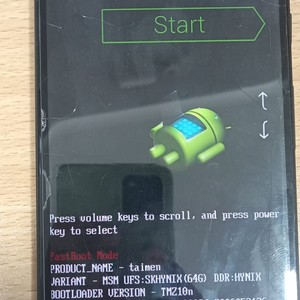 Start
Press volume keys to scroll, and press power
key to select
FastBoot Mode
PRODUCT_NAME - taimen
VARIANT - MSM UFS:SKHYNIX(64G) DDR:HYNIX
BOOTLOADER VERSION - TMZ10n